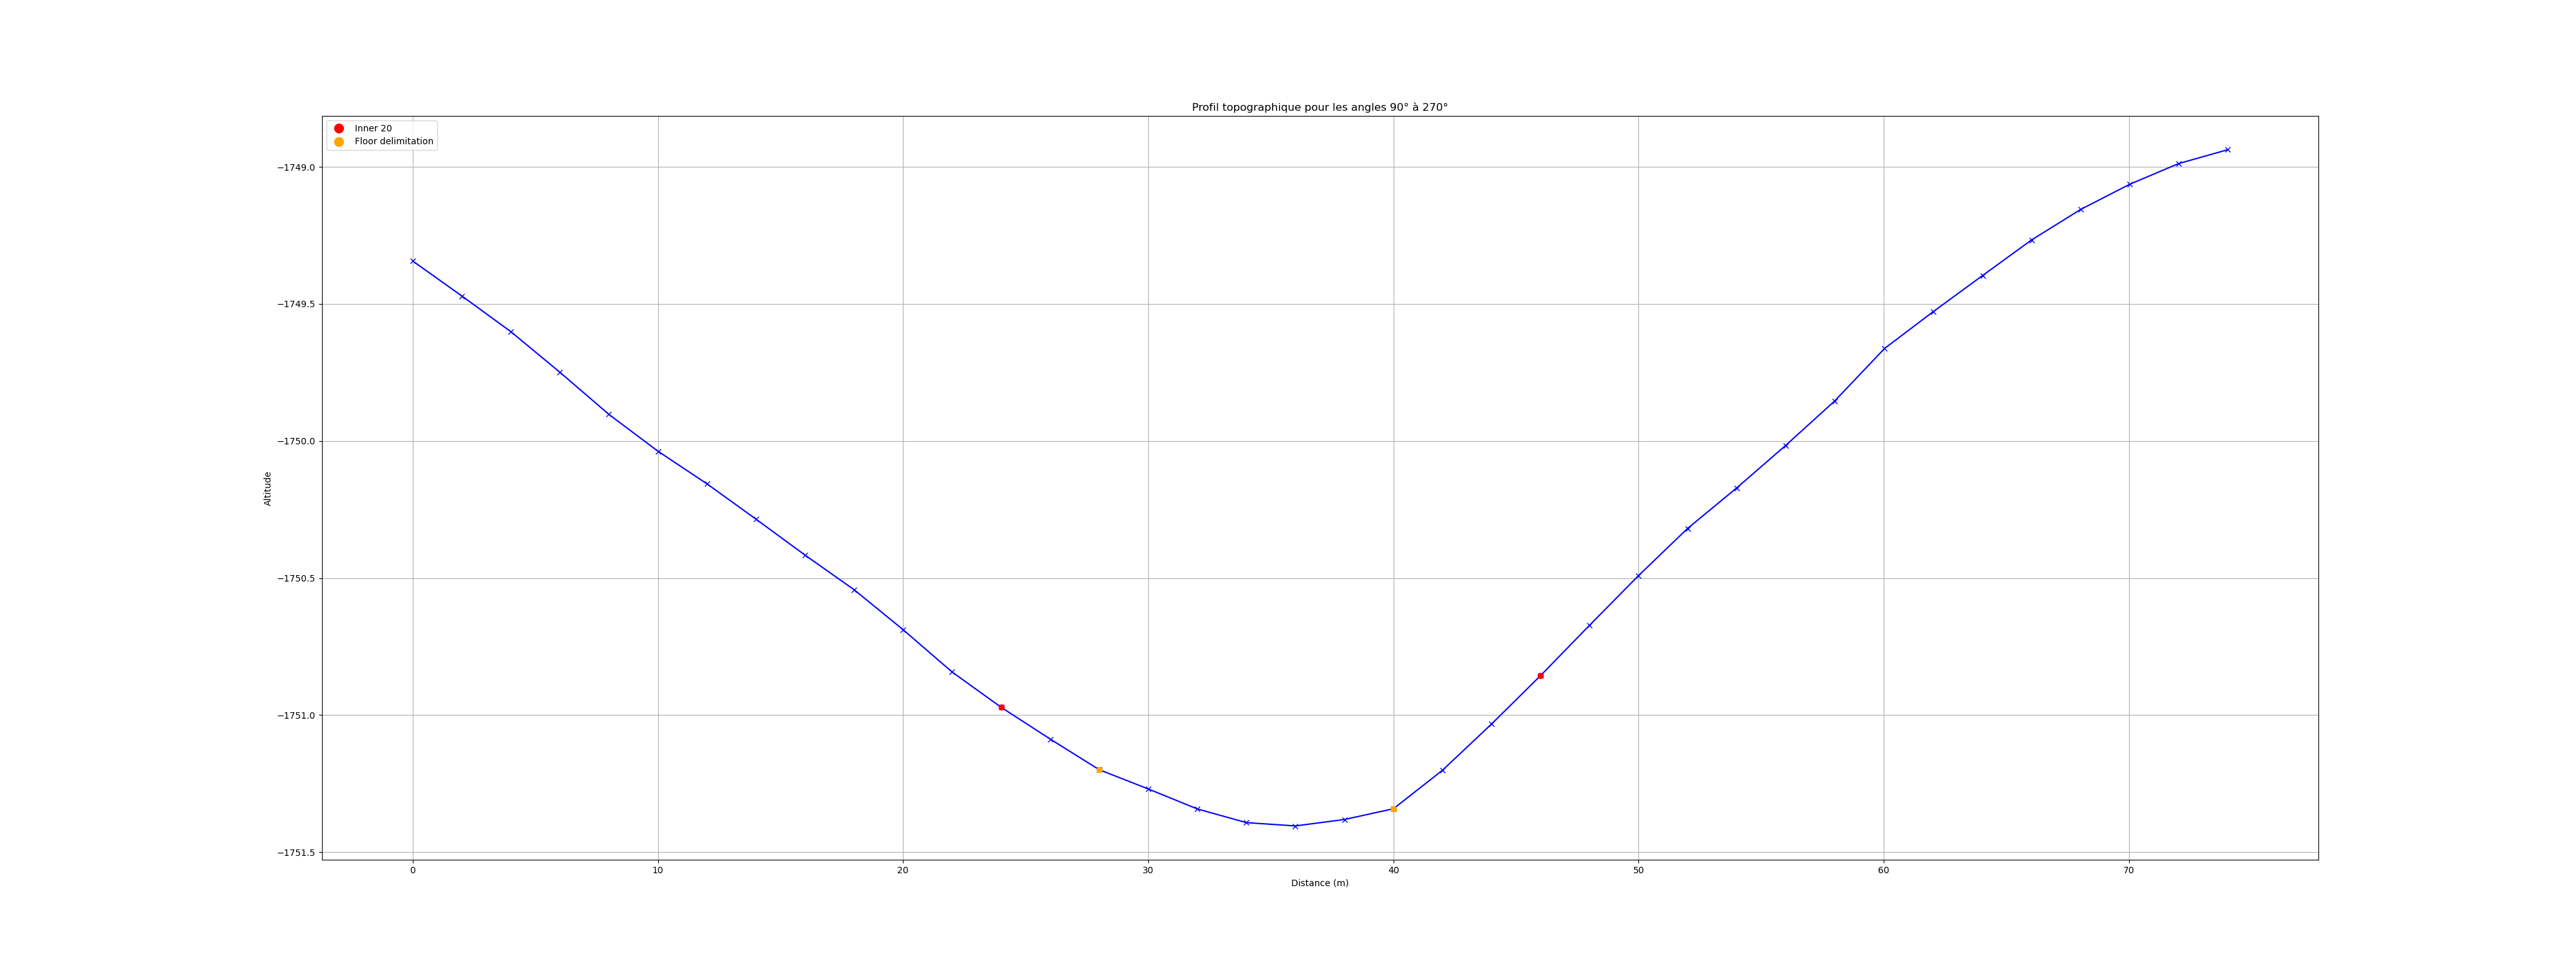 Profil topographique pour les angles 90° à 270°
Inner 20
Floor delimitation
−1749.0
−1749.5
−1750.0
−1750.5
−1751.0
−1751.5
Altitude
0 10 20 30 40 50 60 70
Distance (m)